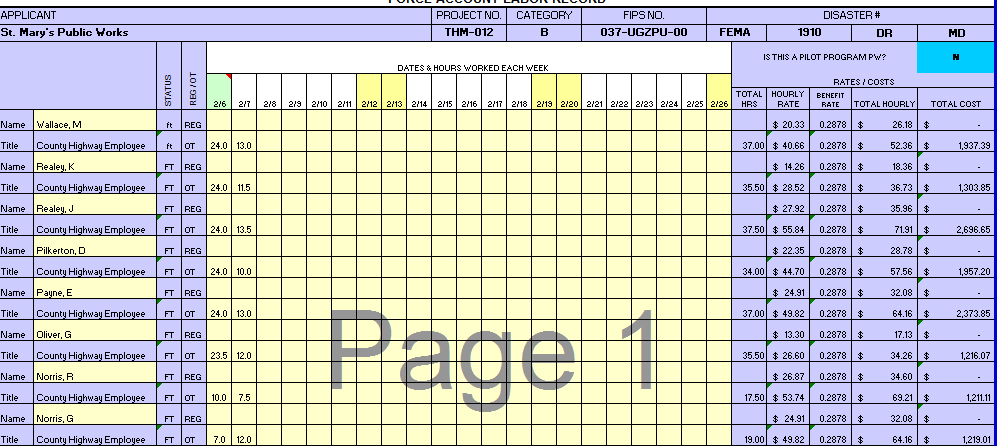 FORCE ACCOUNT LABOR RECORD
APPLICANT PROJECT NO. CATEGORY FIPS NO. DISASTER #
St. Mary's Public Works THM-012 B 037-UGZPU-00 FEMA 1910 DR MD
IS THIS A PILOT PROGRAM PW? N
DATES & HOURS WORKED EACH WEEK
RATES / COSTS
STATUS REG / OT 2/6 2/7 2/8 2/9 2/10 2/11 2/12 2/13 2/14 2/15 2/16 2/17 2/18 2/19 2/20 2/21 2/22 2/23 2/24 2/25 2/26 TOTAL HRS HOURLY RATE BENEFIT RATE TOTAL HOURLY TOTAL COST
Name Wallace, M ft REG $ 20.33 0.2878 $ 26.18 $ -
Title County Highway Employee ft OT 24.0 13.0 37.00 $ 40.66 0.2878 $ 52.36 $ 1,937.39
Name Realey, K FT REG $ 14.26 0.2878 $ 18.36 $ -
Title County Highway Employee FT OT 24.0 11.5 35.50 $ 28.52 0.2878 $ 36.73 $ 1,303.85
Name Realey, J FT REG $ 27.92 0.2878 $ 35.96 $ -
Title County Highway Employee FT OT 24.0 13.5 37.50 $ 55.84 0.2878 $ 71.91 $ 2,696.65
Name Pilkerton, D FT REG $ 22.35 0.2878 $ 28.78 $ -
Title County Highway Employee FT OT 24.0 10.0 34.00 $ 44.70 0.2878 $ 57.56 $ 1,957.20
Name Payne, E FT REG $ 24.91 0.2878 $ 32.08 $ -
Title County Highway Employee FT OT 24.0 13.0 37.00 $ 49.82 0.2878 $ 64.16 $ 2,373.85
Name Oliver, G FT REG $ 13.30 0.2878 $ 17.13 $ -
Title County Highway Employee FT OT 23.5 12.0 35.50 $ 26.60 0.2878 $ 34.26 $ 1,216.07
Name Norris, R FT REG $ 26.87 0.2878 $ 34.60 $ -
Title County Highway Employee FT OT 10.0 7.5 17.50 $ 53.74 0.2878 $ 69.21 $ 1,211.11
Name Norris, G FT REG $ 24.91 0.2878 $ 32.08 $ -
Title County Highway Employee FT OT 7.0 12.0 19.00 $ 49.82 0.2878 $ 64.16 $ 1,219.01
Page 1